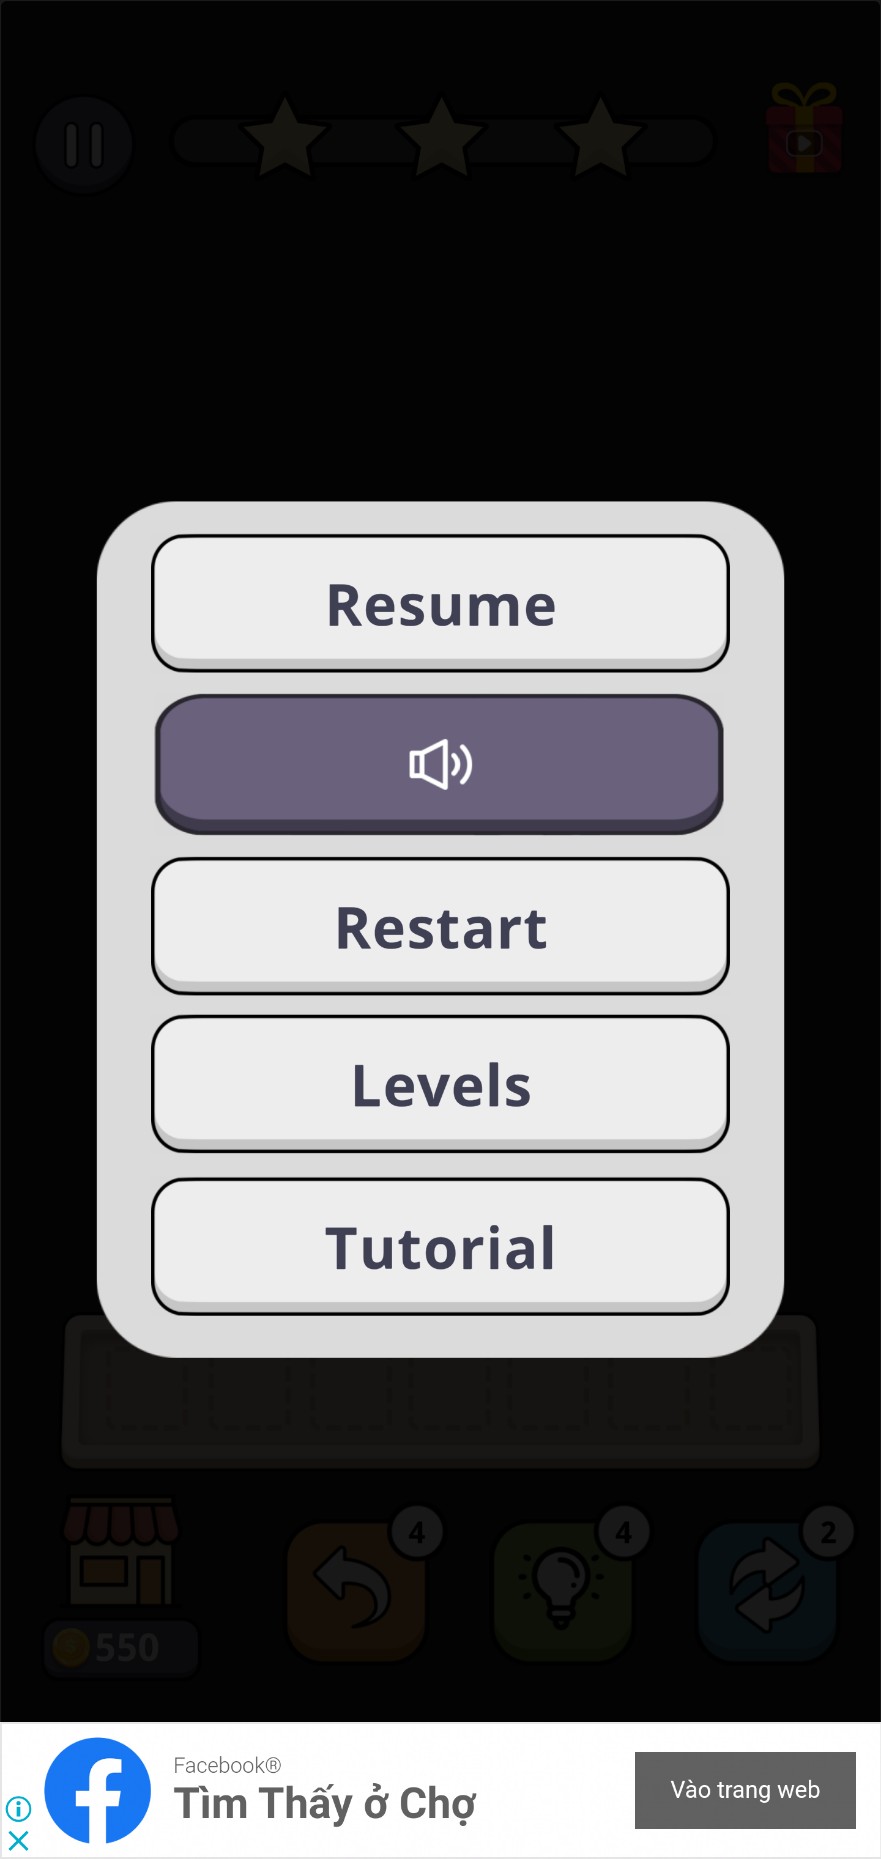 Resume
Restart
Levels
Tutorial
4
4
2
550
Facebook®
Tìm Thấy ở Chợ
Vào trang web